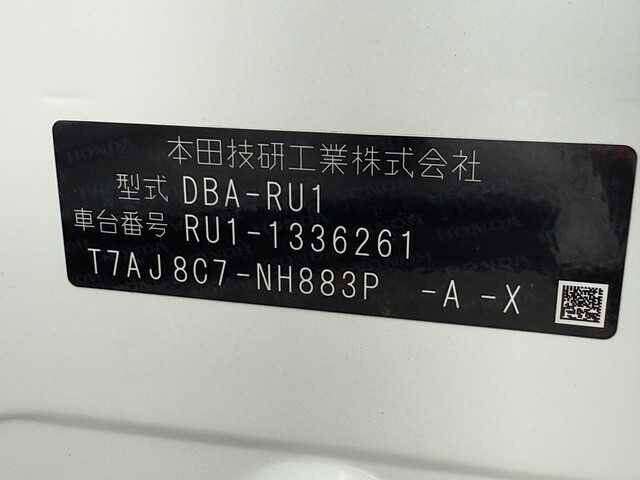 本田技研工業株式会社
型式 DBA-RU1
車台番号 RU1-1336261
T7AJ8C7-NH883P -A -X